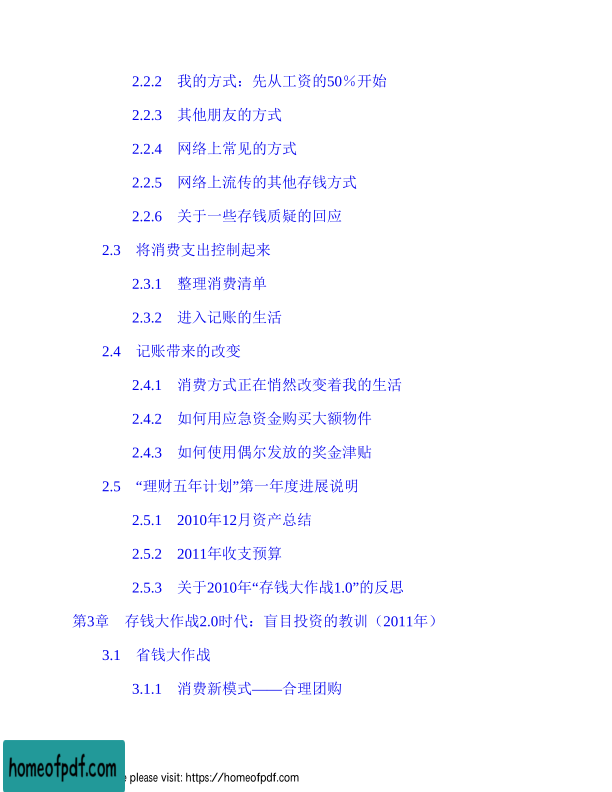 2.2.2 我的方式：先从工资的50%开始
2.2.3 其他朋友的方式
2.2.4 网络上常见的方式
2.2.5 网络上流传的其他存钱方式
2.2.6 关于一些存钱质疑的回应
2.3 将消费支出控制起来
2.3.1 整理消费清单
2.3.2 进入记账的生活
2.4 记账带来的改变
2.4.1 消费方式正在悄然改变着我的生活
2.4.2 如何用应急资金购买大额物件
2.4.3 如何使用偶尔发放的奖金津贴
2.5 “理财五年计划”第一年度进展说明
2.5.1 2010年12月资产总结
2.5.2 2011年收支预算
2.5.3 关于2010年“存钱大作战1.0”的反思
第3章 存钱大作战2.0时代：盲目投资的教训（2011年）
3.1 省钱大作战
3.1.1 消费新模式——合理团购
homeofpdf.com
please visit: https://homeofpdf.com